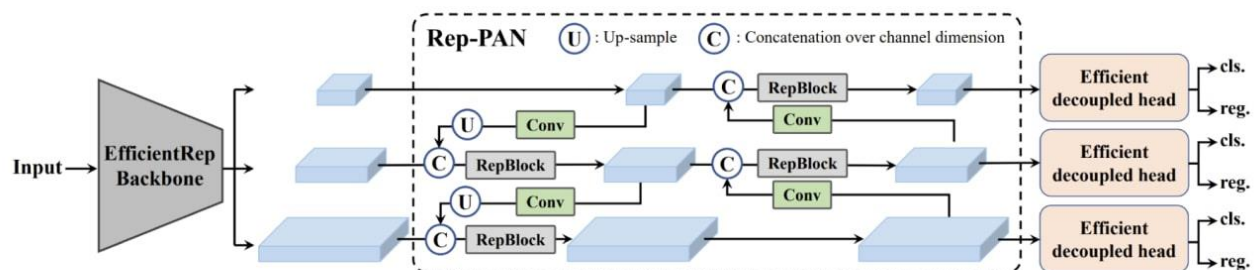 Rep-PAN U : Up-sample C : Concatenation over channel dimension
C RepBlock Efficient decoupled head cls. reg.
U Conv Conv
Input EfficientRep Backbone C RepBlock C RepBlock Efficient decoupled head cls. reg.
U Conv Conv
C RepBlock Efficient decoupled head cls. reg.